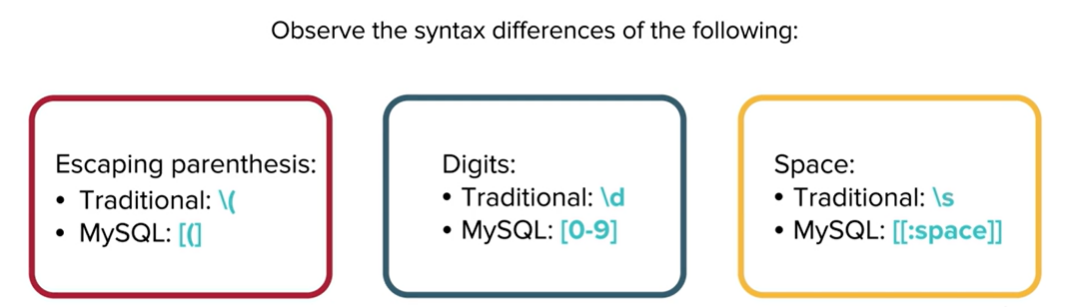 Observe the syntax differences of the following:
Escaping parenthesis:
• Traditional: \(
• MySQL: [(]
Digits:
• Traditional: \d
• MySQL: [0-9]
Space:
• Traditional: \s
• MySQL: [[:space]]